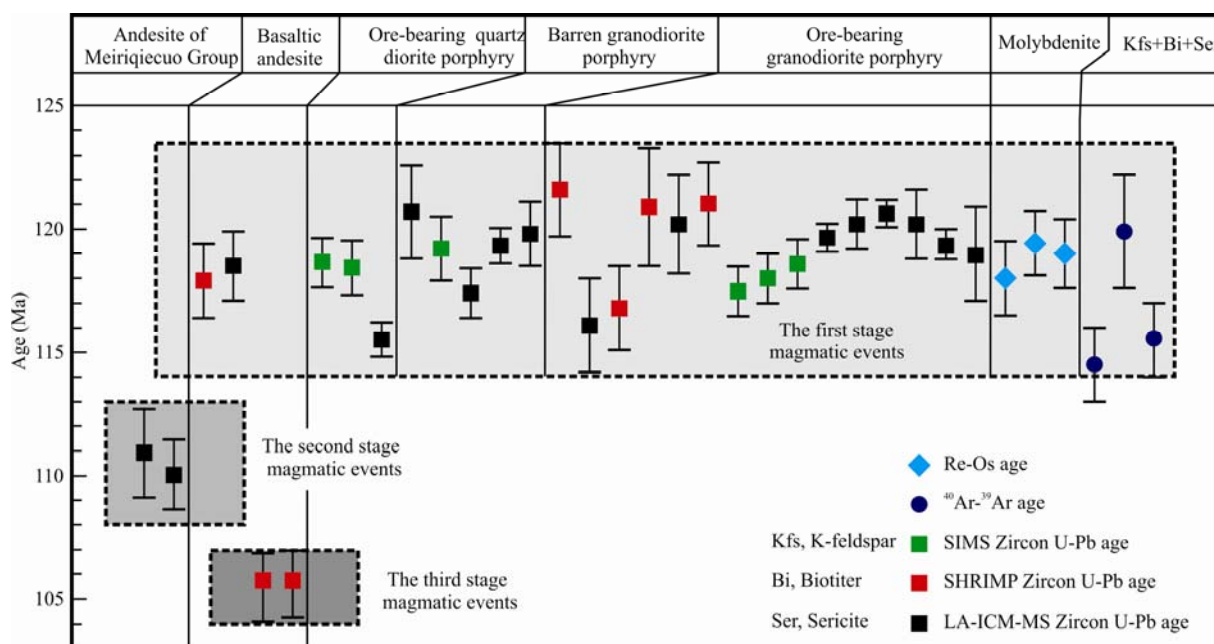 Andesite of
Meiriqiecuo Group
Basaltic
andesite
Ore-bearing quartz
diorite porphyry
Barren granodiorite
porphyry
Ore-bearing
granodiorite porphyry
Molybdenite
Kfs+Bi+Se
125
120
115
110
105
Age (Ma)
The first stage
magmatic events
The second stage
magmatic events
The third stage
magmatic events
Re-Os age
⁴⁰Ar-³⁹Ar age
Kfs, K-feldspar
SIMS Zircon U-Pb age
Bi, Biotiter
SHRIMP Zircon U-Pb age
Ser, Sericite
LA-ICM-MS Zircon U-Pb age